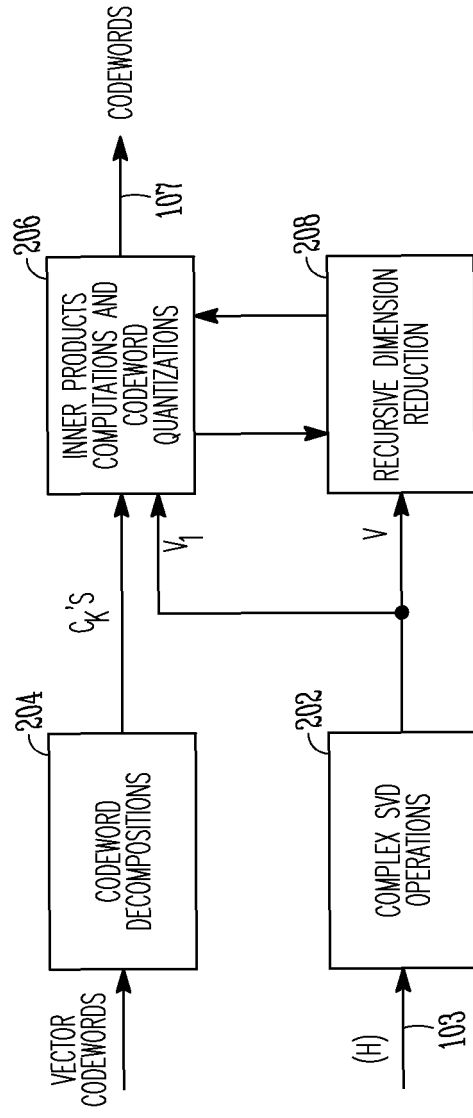 VECTOR
CODEWORDS
204
CODEWORD
DECOMPOSITIONS
C_K'S
206
INNER PRODUCTS
COMPUTATIONS AND
CODEWORD
QUANTIZATIONS
107
CODEWORDS
(H)
103
202
COMPLEX SVD
OPERATIONS
V_1
V
208
RECURSIVE DIMENSION
REDUCTION